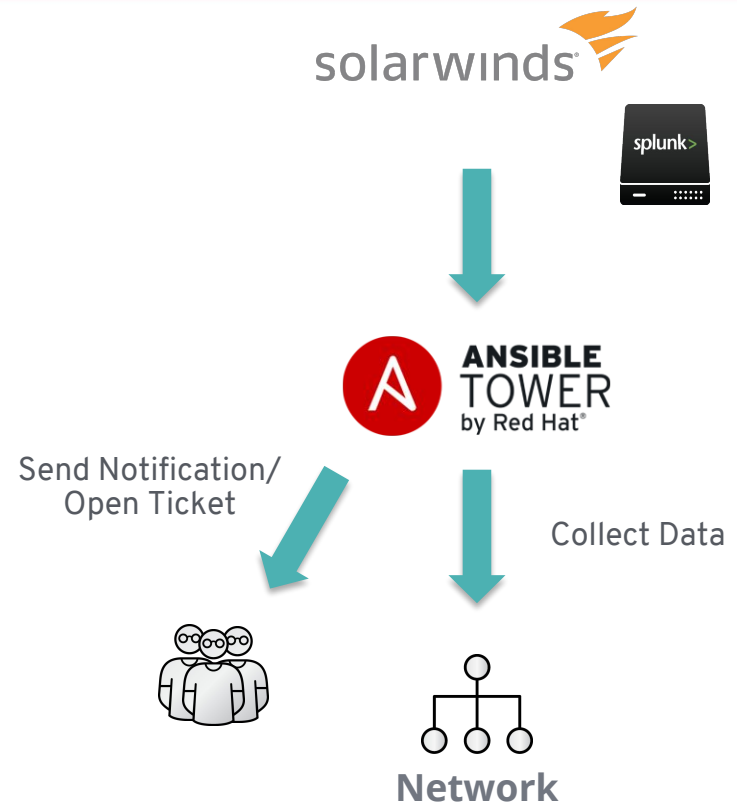 solarwinds
splunk>
ANSIBLE
TOWER
by Red Hat®
Send Notification/
Open Ticket
Collect Data
Network